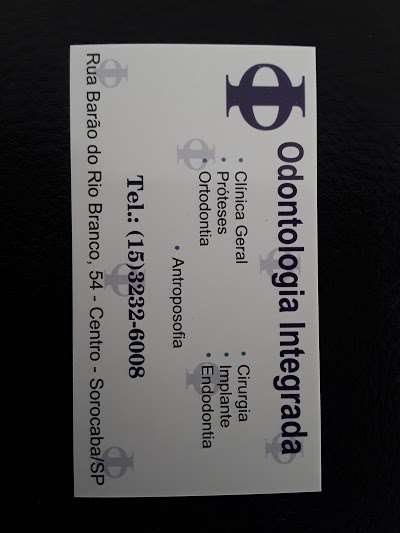 Odontologia Integrada
• Clínica Geral
• Próteses
• Ortodontia
• Cirurgia
• Implante
• Endodontia
• Antroposofia
Tel.: (15)3232-6008
Rua Barão do Rio Branco, 54 - Centro - Sorocaba/SP